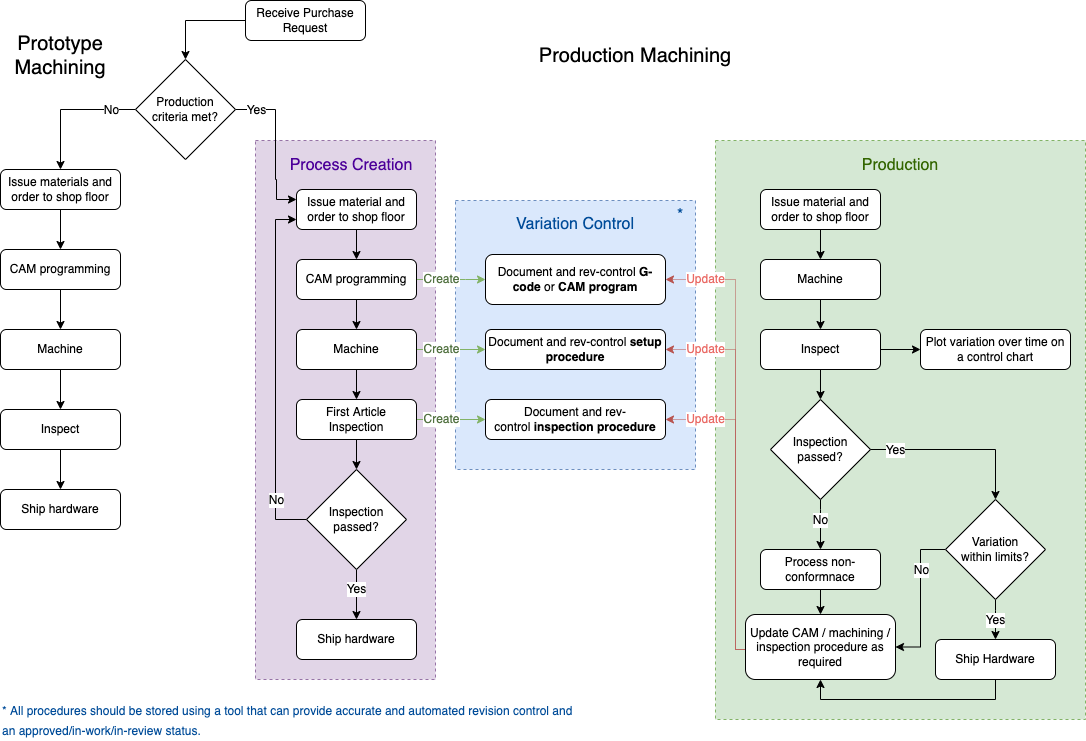 Receive Purchase
Request
Prototype
Machining
Production Machining
Production
criteria met?
No
Yes
Issue materials and
order to shop floor
CAM programming
Machine
Inspect
Ship hardware
Process Creation
Issue material and
order to shop floor
CAM programming
Machine
First Article
Inspection
Inspection
passed?
No
Yes
Ship hardware
Create
Create
Create
*
Variation Control
Document and rev-control G-
code or CAM program
Document and rev-control setup
procedure
Document and rev-
control inspection procedure
Update
Update
Update
Production
Issue material and
order to shop floor
Machine
Inspect
Plot variation over time on
a control chart
Inspection
passed?
Yes
No
Variation
within limits?
No
Yes
Process non-
conformnace
Update CAM / machining /
inspection procedure as
required
Ship Hardware
* All procedures should be stored using a tool that can provide accurate and automated revision control and
an approved/in-work/in-review status.